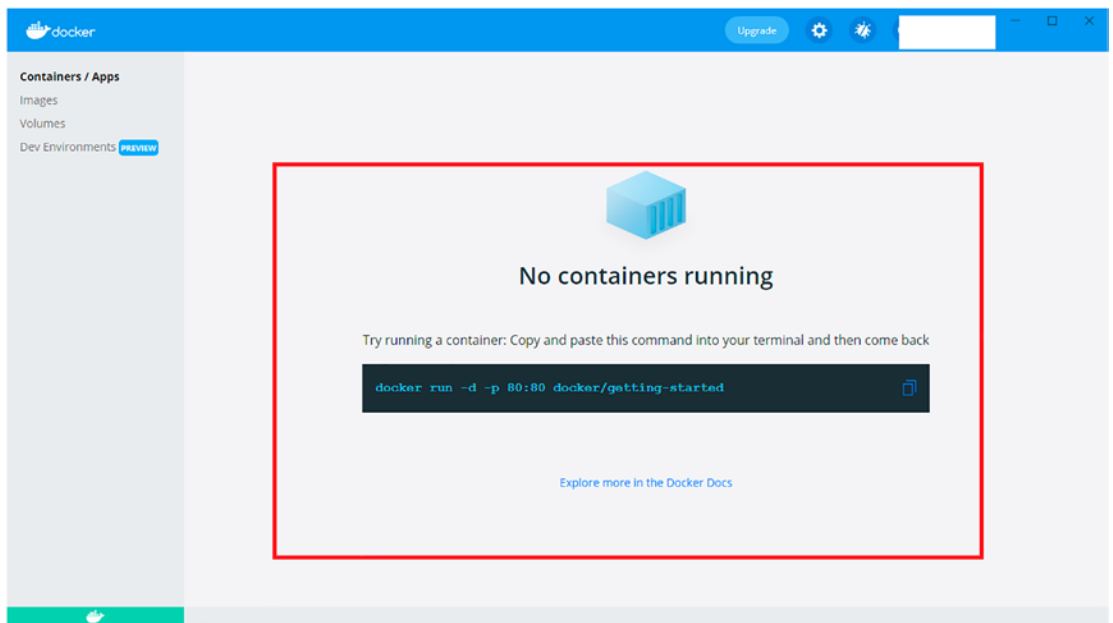 docker
Upgrade
Containers / Apps
Images
Volumes
Dev Environments PREVIEW
No containers running
Try running a container: Copy and paste this command into your terminal and then come back
docker run -d -p 80:80 docker/getting-started
Explore more in the Docker Docs